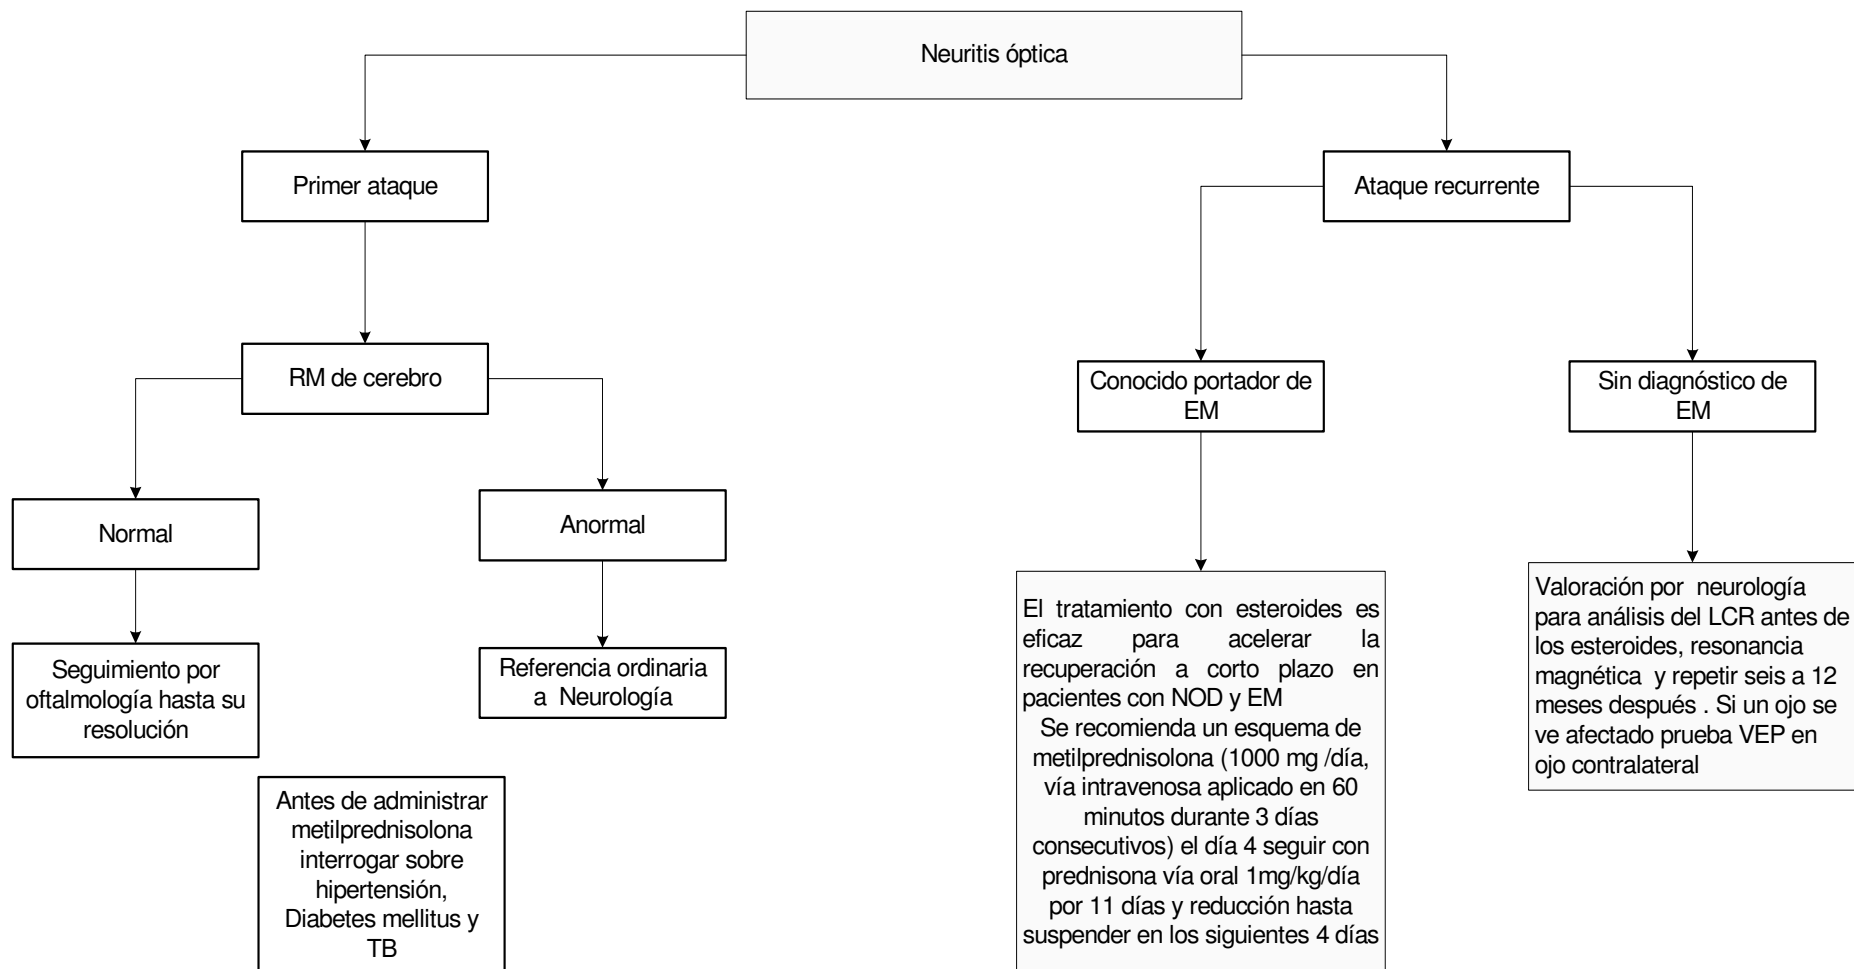 Neuritis óptica
Primer ataque
Ataque recurrente
RM de cerebro
Conocido portador de
EM
Sin diagnóstico de
EM
Normal
Anormal
Seguimiento por
oftalmología hasta su
resolución
Referencia ordinaria
a Neurología
Antes de administrar
metilprednisolona
interrogar sobre
hipertensión,
Diabetes mellitus y
TB
El tratamiento con esteroides es
eficaz para acelerar la
recuperación a corto plazo en
pacientes con NOD y EM
Se recomienda un esquema de
metilprednisolona (1000 mg /día,
vía intravenosa aplicado en 60
minutos durante 3 días
consecutivos) el día 4 seguir con
prednisona vía oral 1mg/kg/día
por 11 días y reducción hasta
suspender en los siguientes 4 días
Valoración por neurología
para análisis del LCR antes de
los esteroides, resonancia
magnética y repetir seis a 12
meses después . Si un ojo se
ve afectado prueba VEP en
ojo contralateral